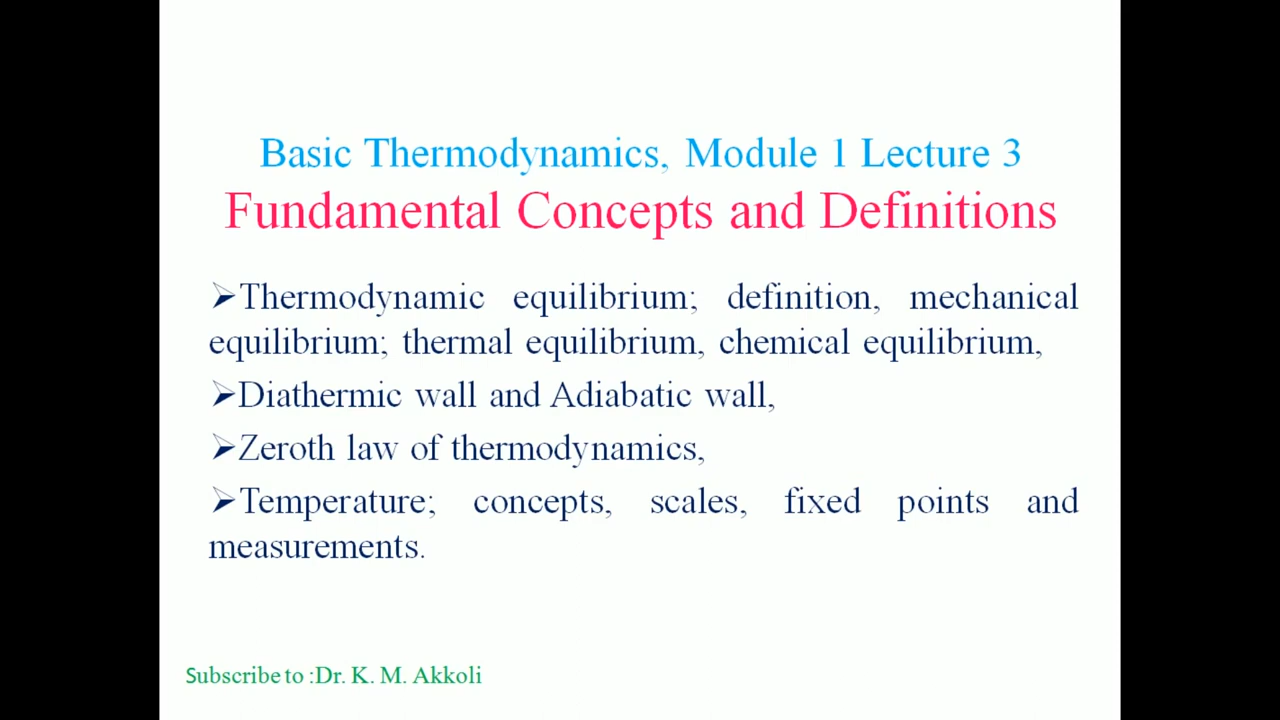 Basic Thermodynamics, Module 1 Lecture 3
Fundamental Concepts and Definitions
➢Thermodynamic equilibrium; definition, mechanical
equilibrium; thermal equilibrium, chemical equilibrium,
➢Diathermic wall and Adiabatic wall,
➢Zeroth law of thermodynamics,
➢Temperature; concepts, scales, fixed points and
measurements.
Subscribe to :Dr. K. M. Akkoli